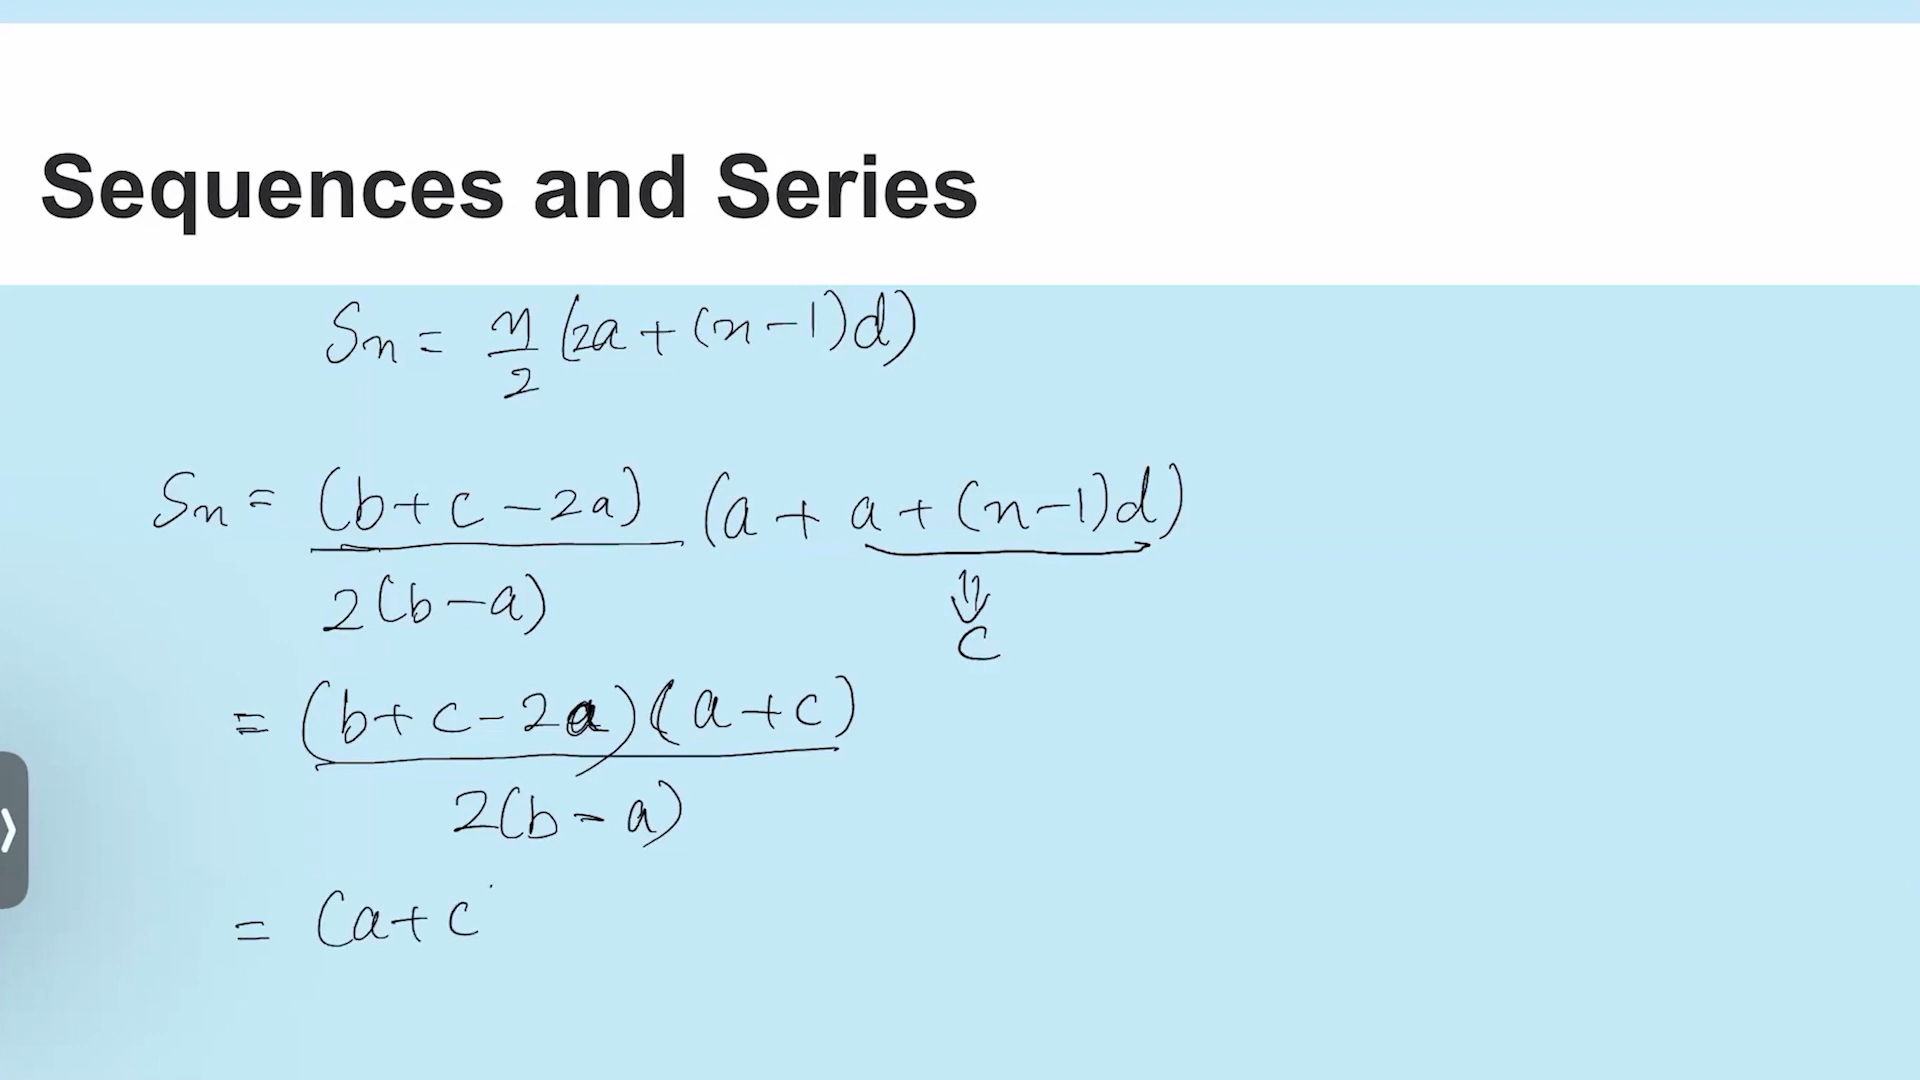 Sequences and Series
Sn = n/2 (2a + (n-1)d)
Sn = (b+c-2a)/2(b-a) (a + a + (n-1)d)
⇓
c
= (b+c-2a)(a+c)/2(b-a)
= (a+c